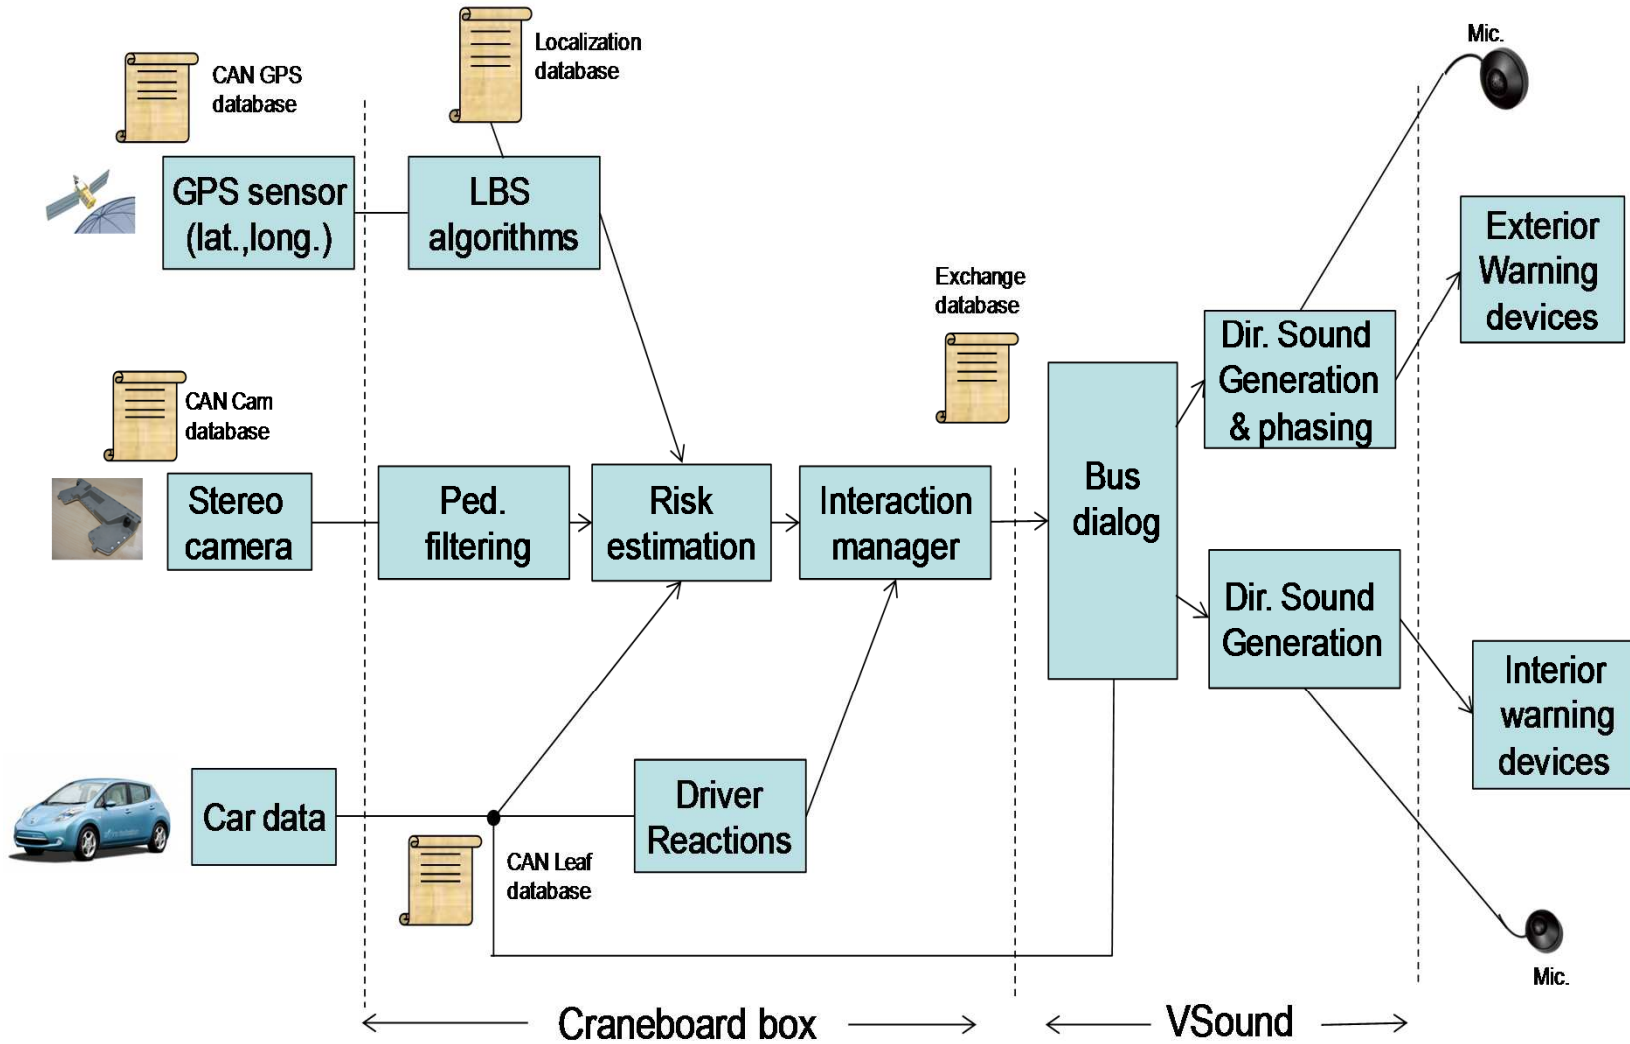 Mic.
Localization
database
CAN GPS
database
GPS sensor
(lat.,long.)
LBS
algorithms
Exterior
Warning
devices
Exchange
database
Dir. Sound
Generation
& phasing
CAN Cam
database
Stereo
camera
Ped.
filtering
Risk
estimation
Interaction
manager
Bus
dialog
Dir. Sound
Generation
Interior
warning
devices
Car data
Driver
Reactions
CAN Leaf
database
Mic.
Craneboard box
VSound